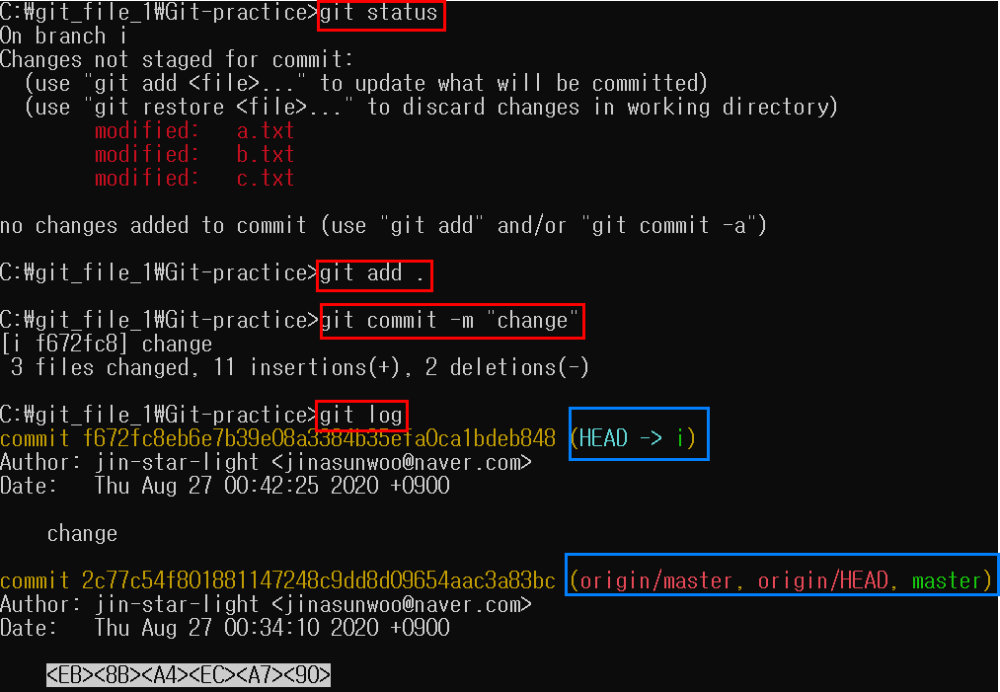 C:₩git_file_1₩Git-practice>git status
On branch i
Changes not staged for commit:
  (use "git add <file>..." to update what will be committed)
  (use "git restore <file>..." to discard changes in working directory)
        modified:   a.txt
        modified:   b.txt
        modified:   c.txt
no changes added to commit (use "git add" and/or "git commit -a")
C:₩git_file_1₩Git-practice>git add .
C:₩git_file_1₩Git-practice>git commit -m "change"
[i f672fc8] change
 3 files changed, 11 insertions(+), 2 deletions(-)
C:₩git_file_1₩Git-practice>git log
commit f672fc8eb6e7b39e08a3384b35efa0ca1bdeb848 (HEAD -> i)
Author: jin-star-light <jinasunwoo@naver.com>
Date:   Thu Aug 27 00:42:25 2020 +0900
    change
commit 2c77c54f801881147248c9dd8d09654aac3a83bc (origin/master, origin/HEAD, master)
Author: jin-star-light <jinasunwoo@naver.com>
Date:   Thu Aug 27 00:34:10 2020 +0900
    <EB><8B><A4><EC><A7><90>